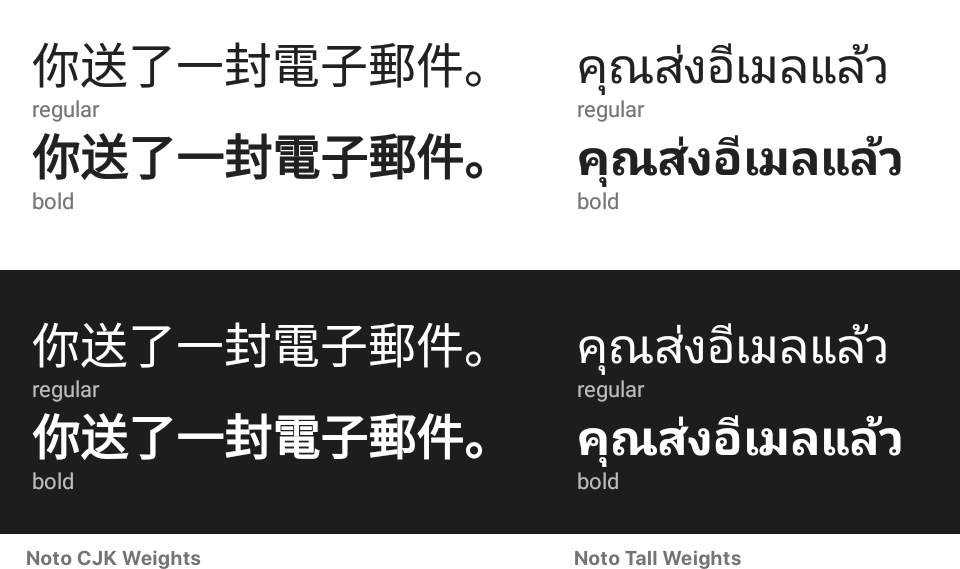 你送了一封電子郵件。
regular
你送了一封電子郵件。
bold
คุณส่งอีเมลแล้ว
regular
คุณส่งอีเมลแล้ว
bold
你送了一封電子郵件。
regular
你送了一封電子郵件。
bold
คุณส่งอีเมลแล้ว
regular
คุณส่งอีเมลแล้ว
bold
Noto CJK Weights
Noto Tall Weights